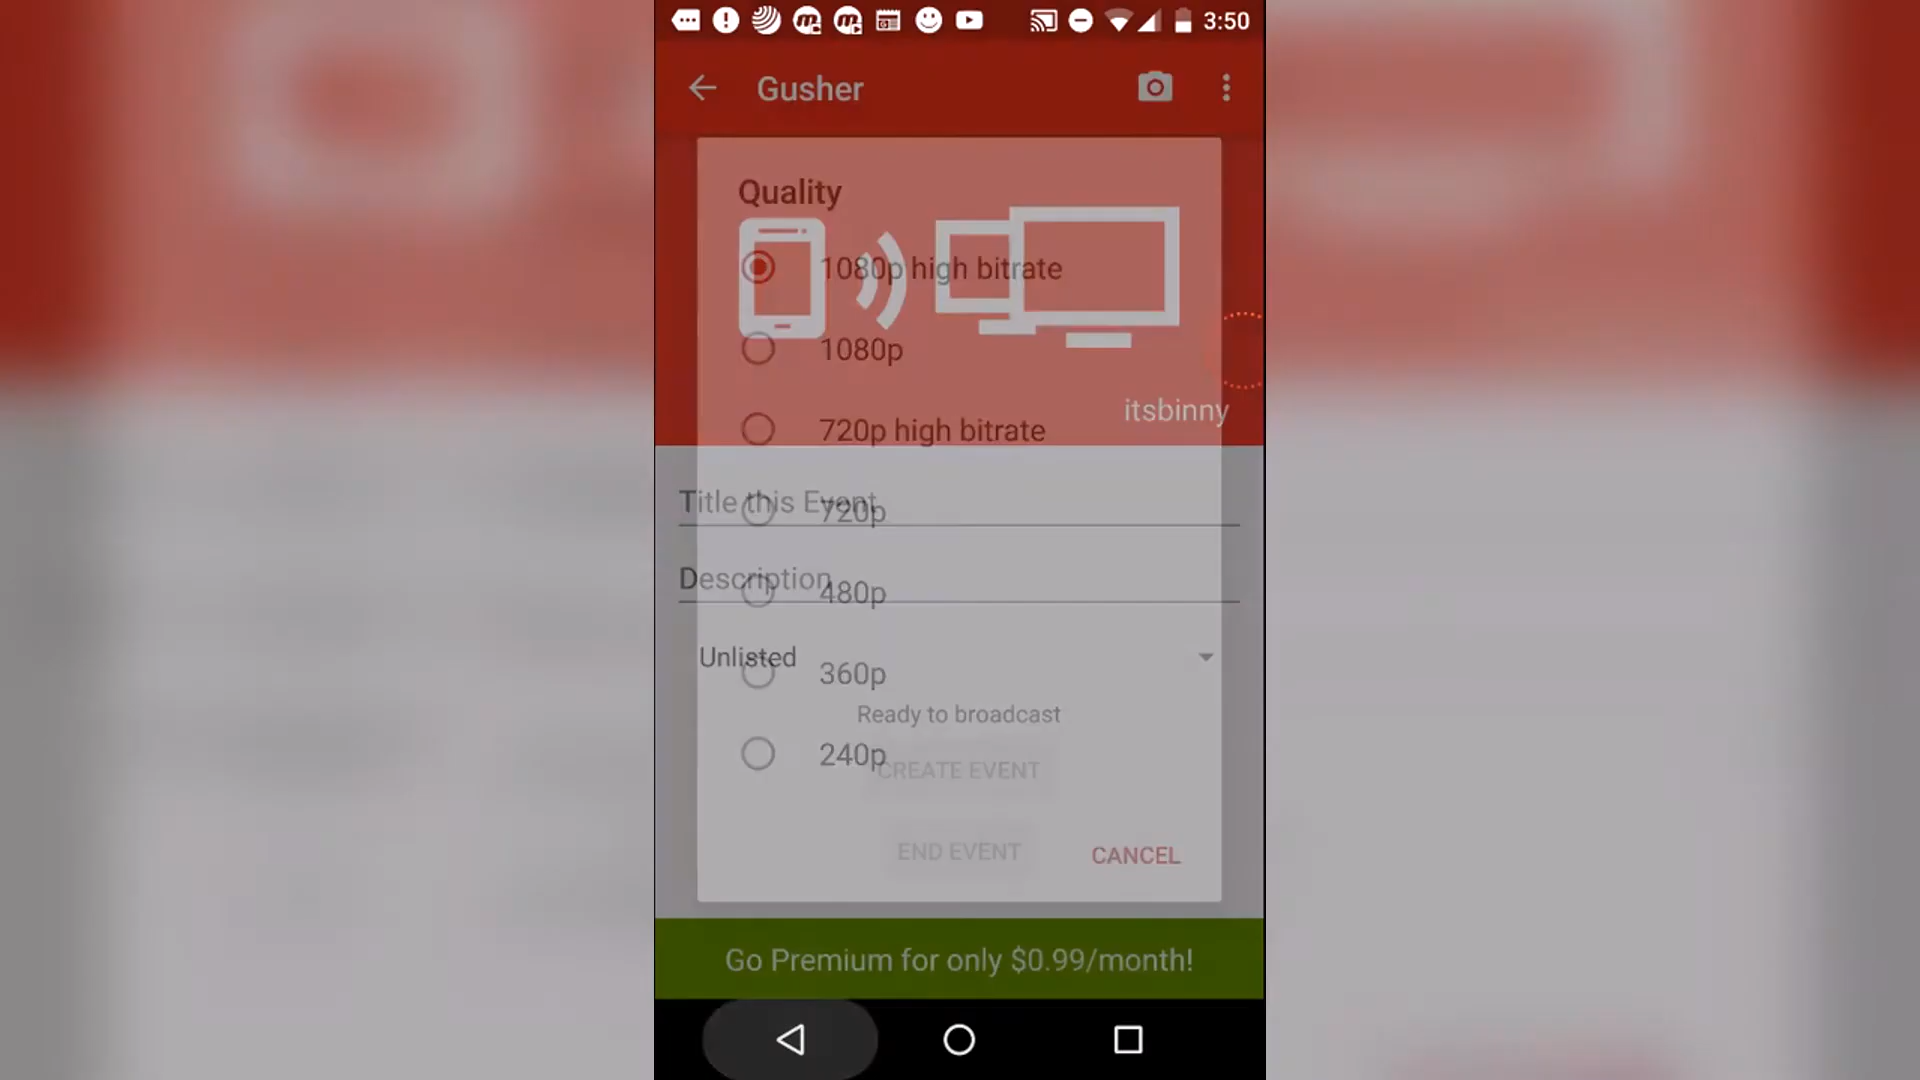 3:50
Gusher
Quality
1080p high bitrate
1080p
itsbinny
720p high bitrate
Title this Event
720p
Description
480p
Unlisted
360p
Ready to broadcast
240p
CREATE EVENT
END EVENT
CANCEL
Go Premium for only $0.99/month!